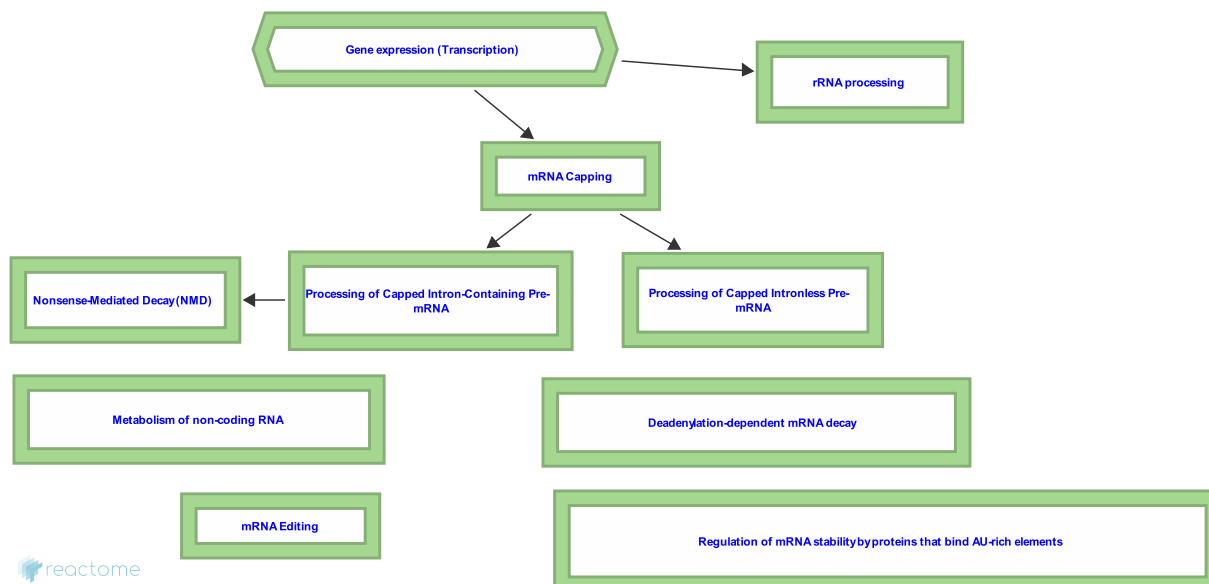 Gene expression (Transcription)
rRNA processing
mRNA Capping
Nonsense-Mediated Decay (NMD)
Processing of Capped Intron-Containing Pre-
mRNA
Processing of Capped Intronless Pre-
mRNA
Metabolism of non-coding RNA
Deadenylation-dependent mRNA decay
mRNA Editing
Regulation of mRNA stability by proteins that bind AU-rich elements
reactome